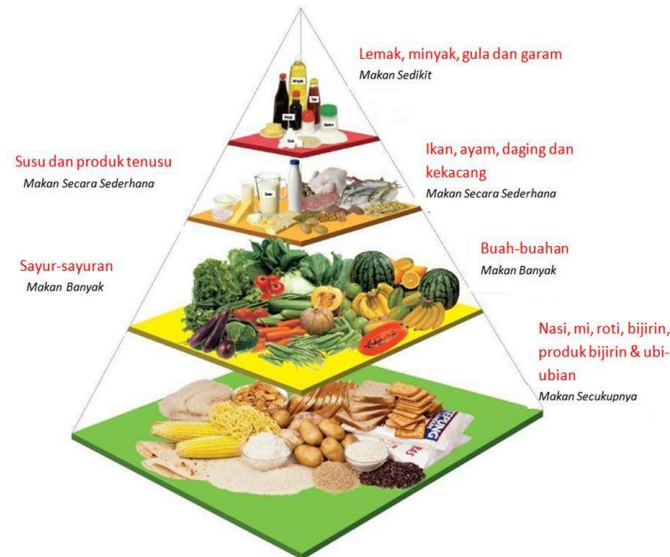 Lemak, minyak, gula dan garam
Makan Sedikit
Susu dan produk tenusu
Makan Secara Sederhana
Ikan, ayam, daging dan
kekacang
Makan Secara Sederhana
Sayur-sayuran
Makan Banyak
Buah-buahan
Makan Banyak
Nasi, mi, roti, bijirin,
produk bijirin & ubi-
ubian
Makan Secukupnya
TEPUNG